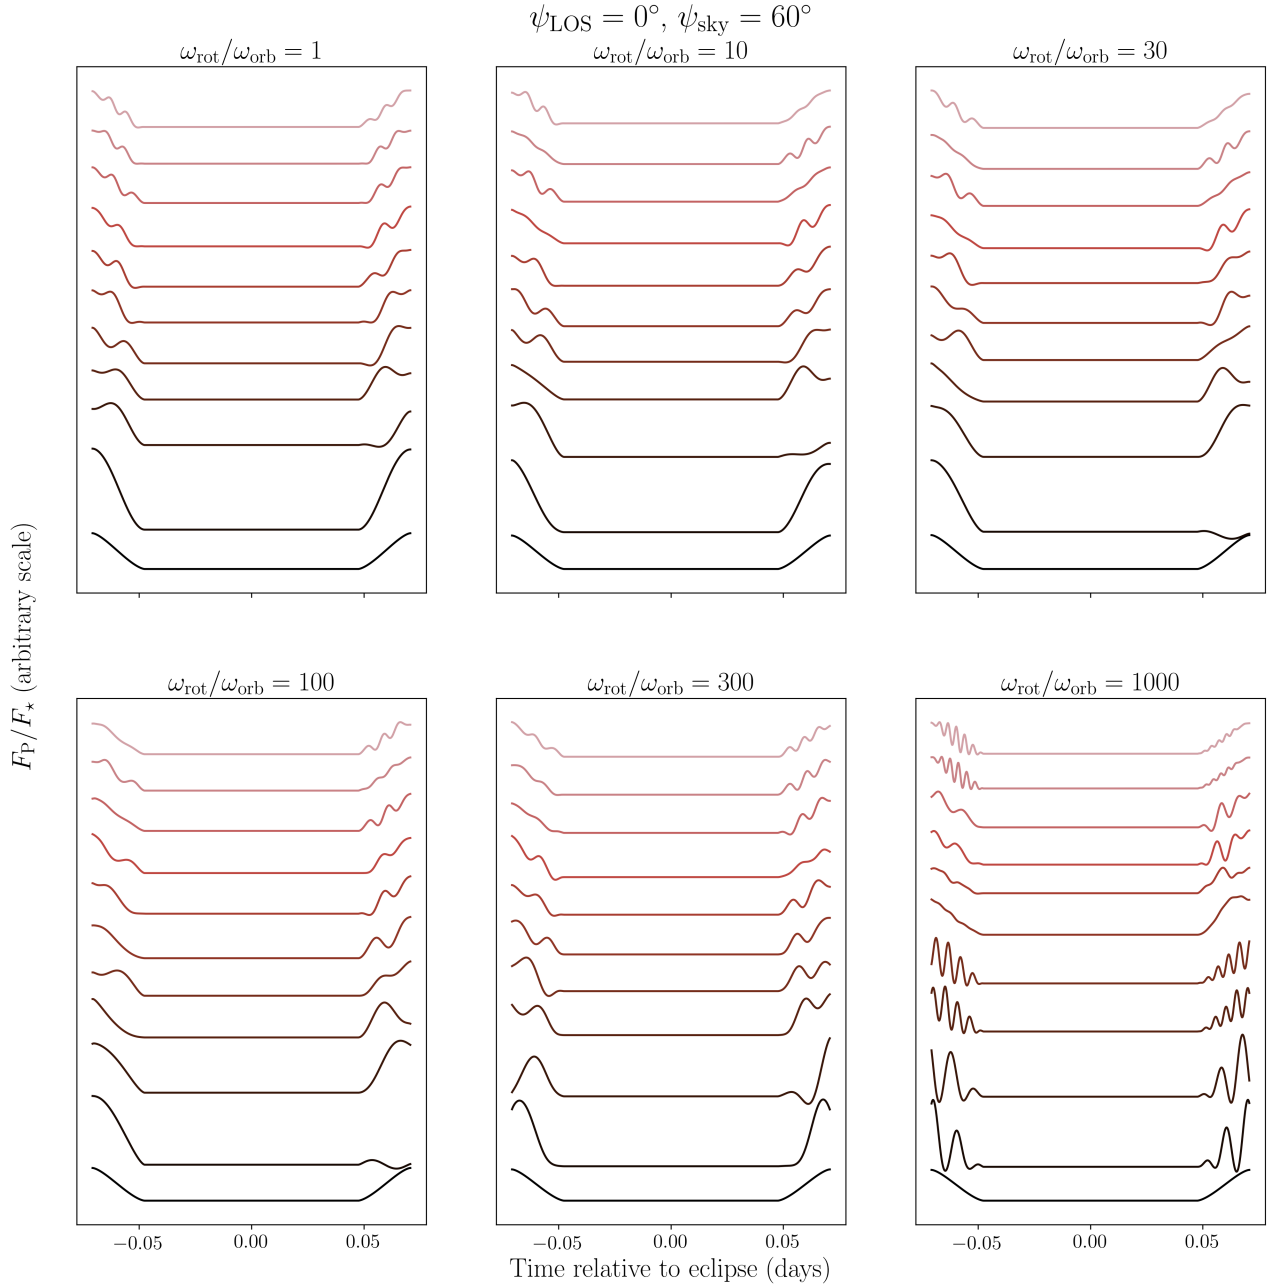 ψ_LOS = 0°, ψ_sky = 60°
ω_rot/ω_orb = 1
ω_rot/ω_orb = 10
ω_rot/ω_orb = 30
F_P/F_⋆ (arbitrary scale)
ω_rot/ω_orb = 100
ω_rot/ω_orb = 300
ω_rot/ω_orb = 1000
−0.05 0.00 0.05
−0.05 0.00 0.05
−0.05 0.00 0.05
Time relative to eclipse (days)